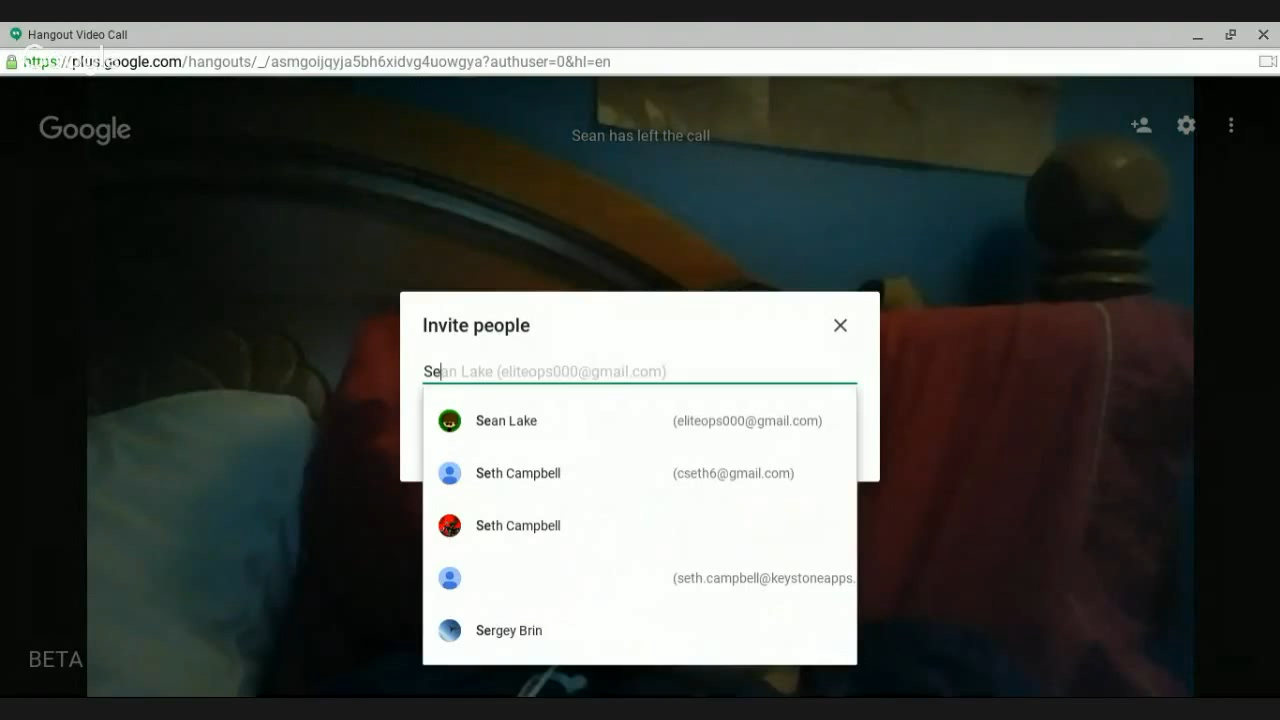 Hangout Video Call
https://plus.google.com/hangouts/_/asmgoijqyja5bh6xidvg4uowgya?authuser=0&hl=en
Google
Sean has left the call
Invite people
Sean Lake (eliteops000@gmail.com)
Sean Lake (eliteops000@gmail.com)
Seth Campbell (cseth6@gmail.com)
Seth Campbell
(seth.campbell@keystoneapps.
Sergey Brin
BETA